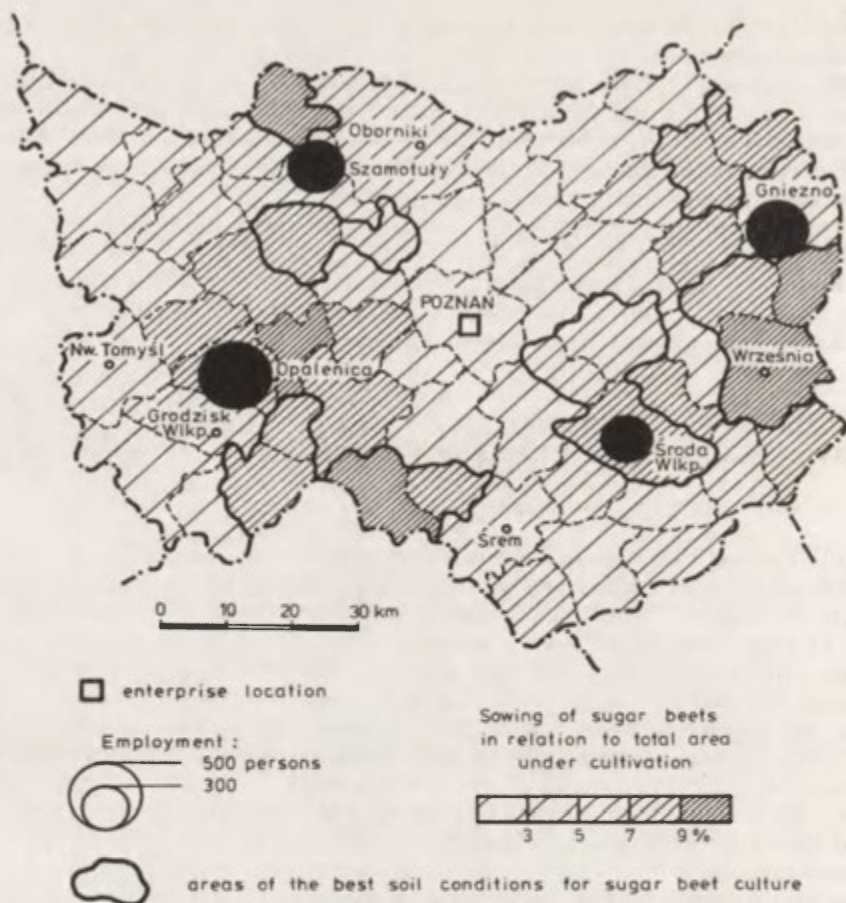 Oborniki
Szamotuły
Gniezno
POZNAŃ
Nw. Tomyśl
Opalenica
Września
Grodzisk
Wlkp.
Środa
Wlkp.
Śrem
0 10 20 30 km
enterprise location
Employment :
500 persons
300
Sowing of sugar beets
in relation to total area
under cultivation
3 5 7 9 %
areas of the best soil conditions for sugar beet culture